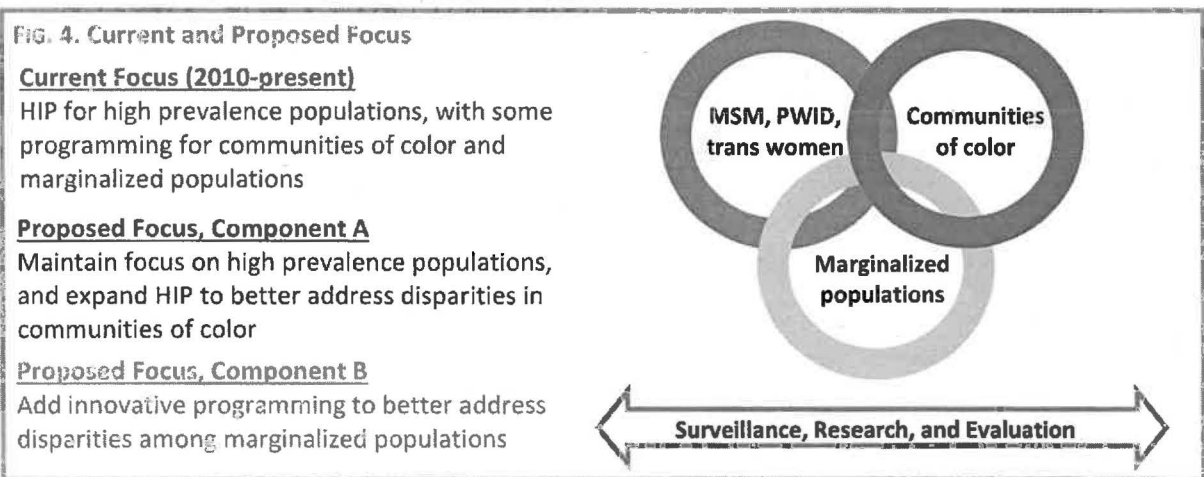 FIG. 4. Current and Proposed Focus
Current Focus (2010-present)
HIP for high prevalence populations, with some
programming for communities of color and
marginalized populations
Proposed Focus, Component A
Maintain focus on high prevalence populations,
and expand HIP to better address disparities in
communities of color
Proposed Focus, Component B
Add innovative programming to better address
disparities among marginalized populations
MSM, PWID,
trans women
Communities
of color
Marginalized
populations
Surveillance, Research, and Evaluation